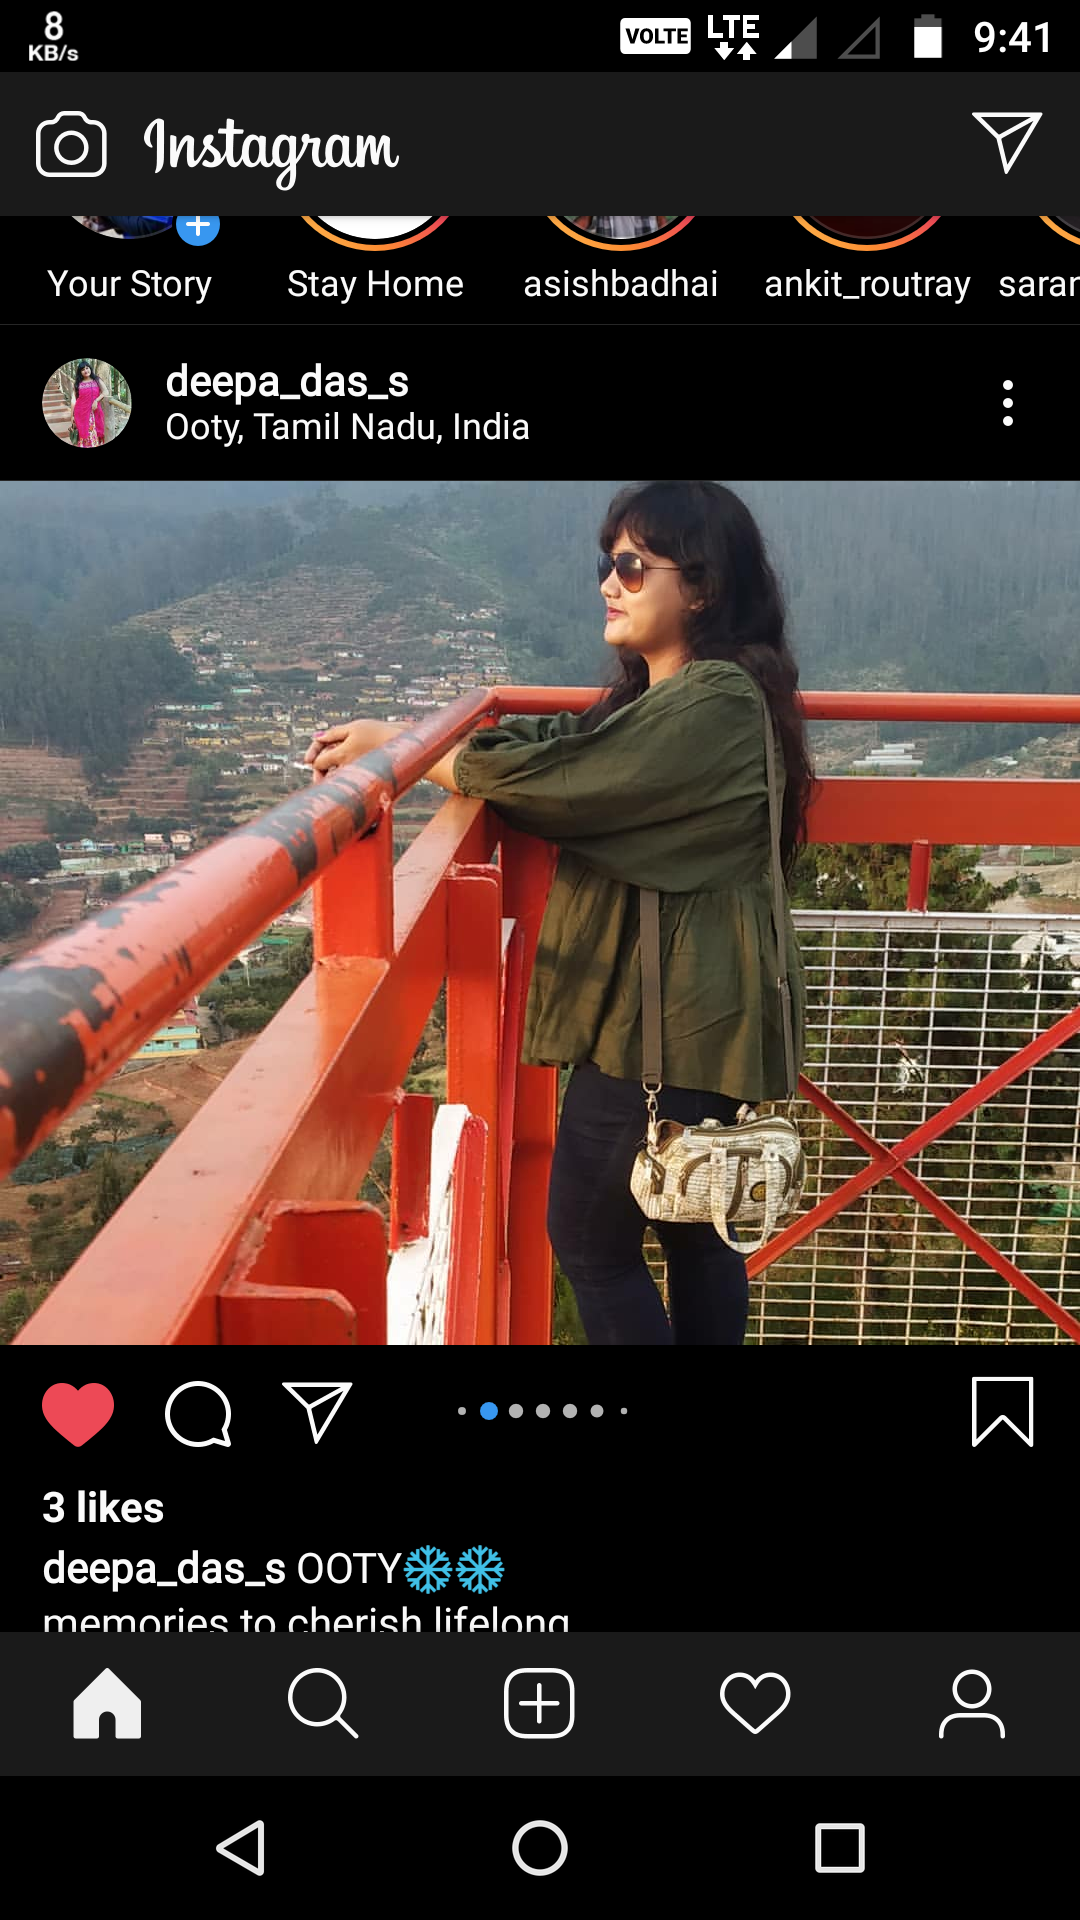 8
KB/s
VOLTE LTE 9:41
Instagram
Your Story Stay Home asishbadhai ankit_routray saran
deepa_das_s
Ooty, Tamil Nadu, India
3 likes
deepa_das_s OOTY❄️❄️
memories to cherish lifelong